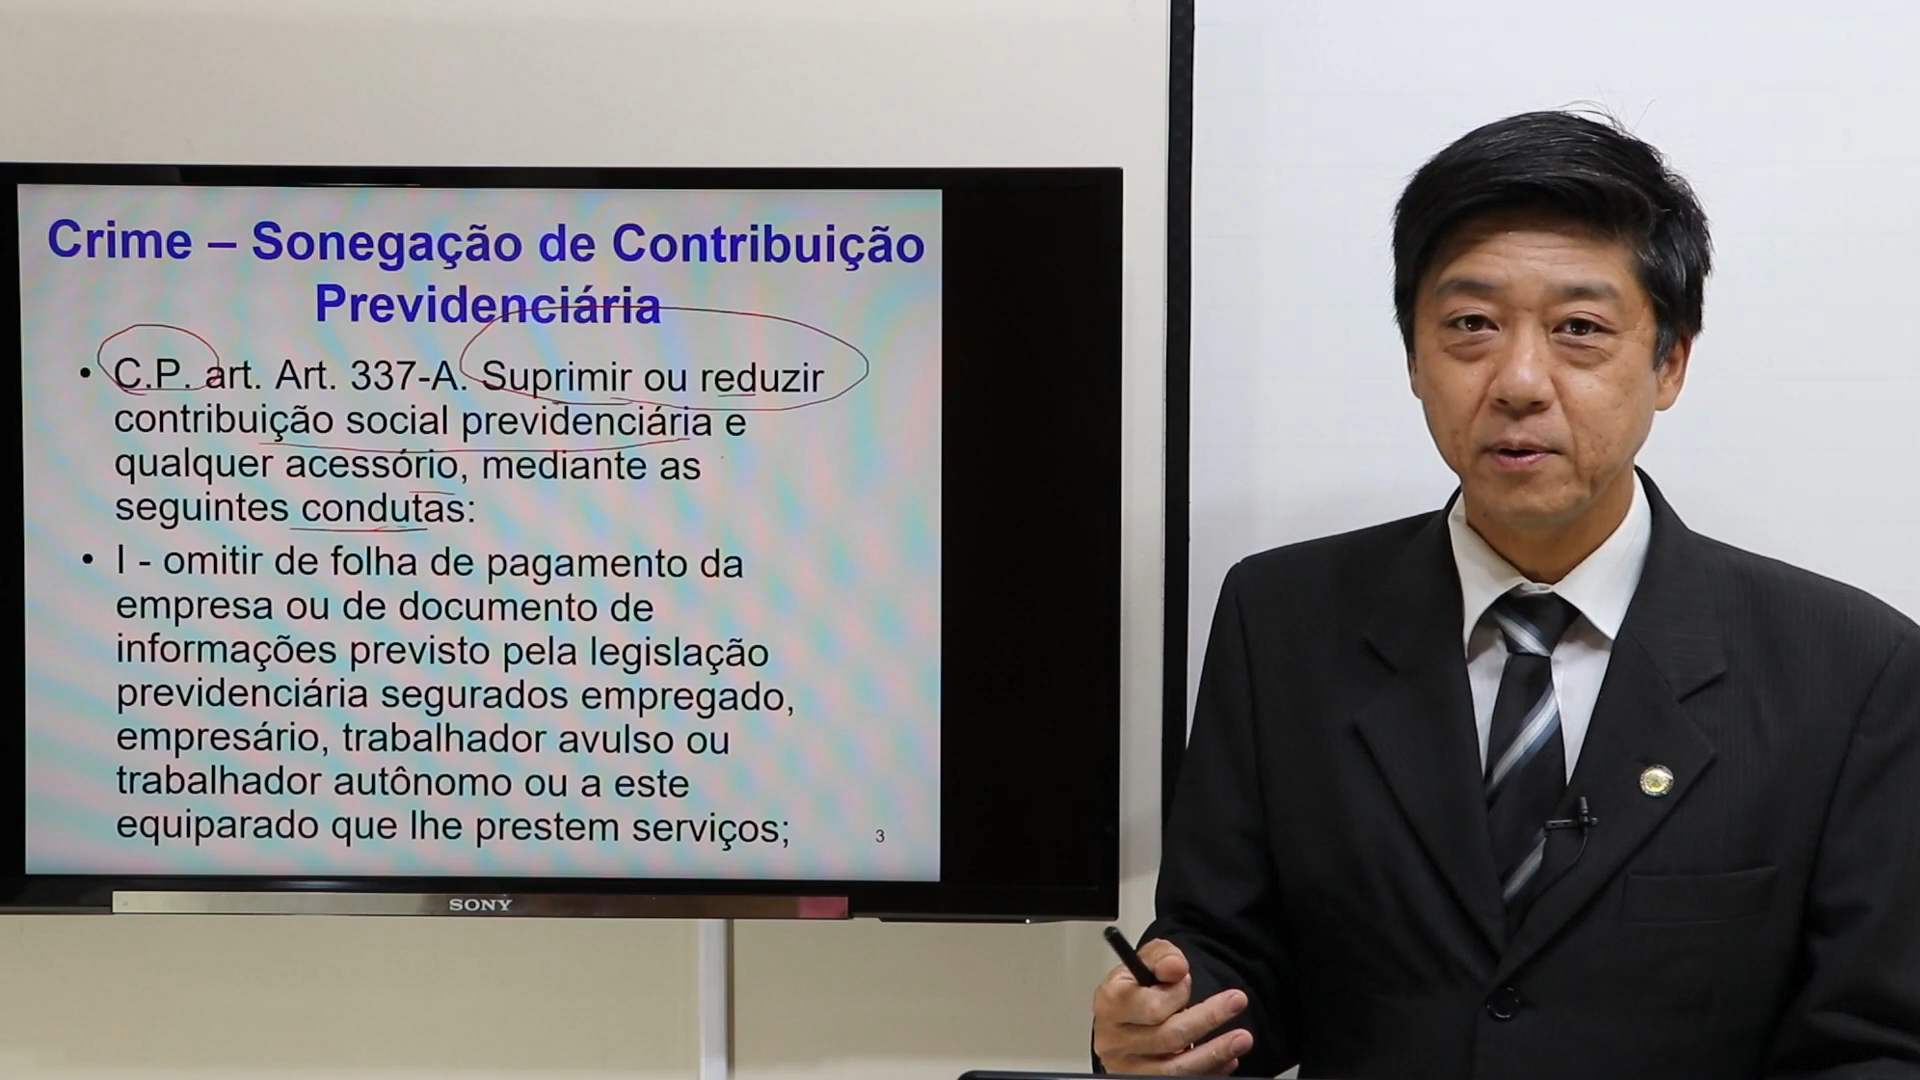 Crime – Sonegação de Contribuição
Previdenciária
• C.P. art. Art. 337-A. Suprimir ou reduzir
contribuição social previdenciária e
qualquer acessório, mediante as
seguintes condutas:
• I - omitir de folha de pagamento da
empresa ou de documento de
informações previsto pela legislação
previdenciária segurados empregado,
empresário, trabalhador avulso ou
trabalhador autônomo ou a este
equiparado que lhe prestem serviços;
3
SONY